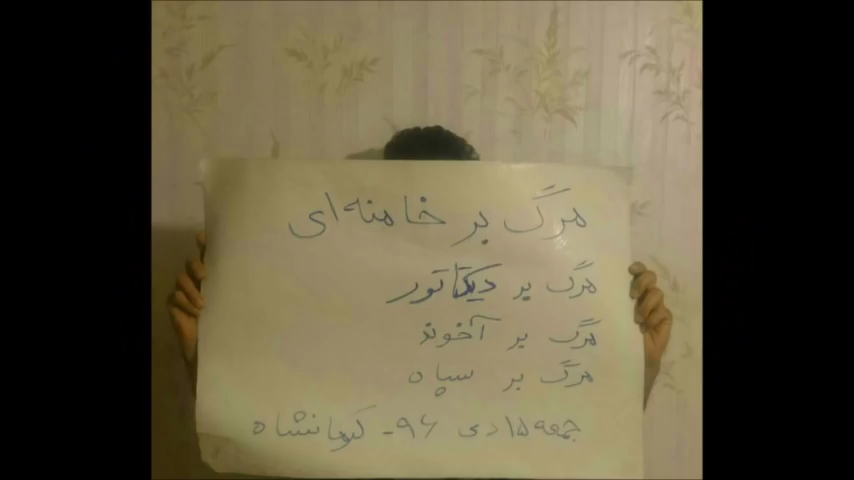 مرگ بر خامنه‌ای
مرگ بر دیکتاتور
مرگ بر آخوند
مرگ بر سپاه
جمعه ۱۵ دی ۹۶ - کرمانشاه